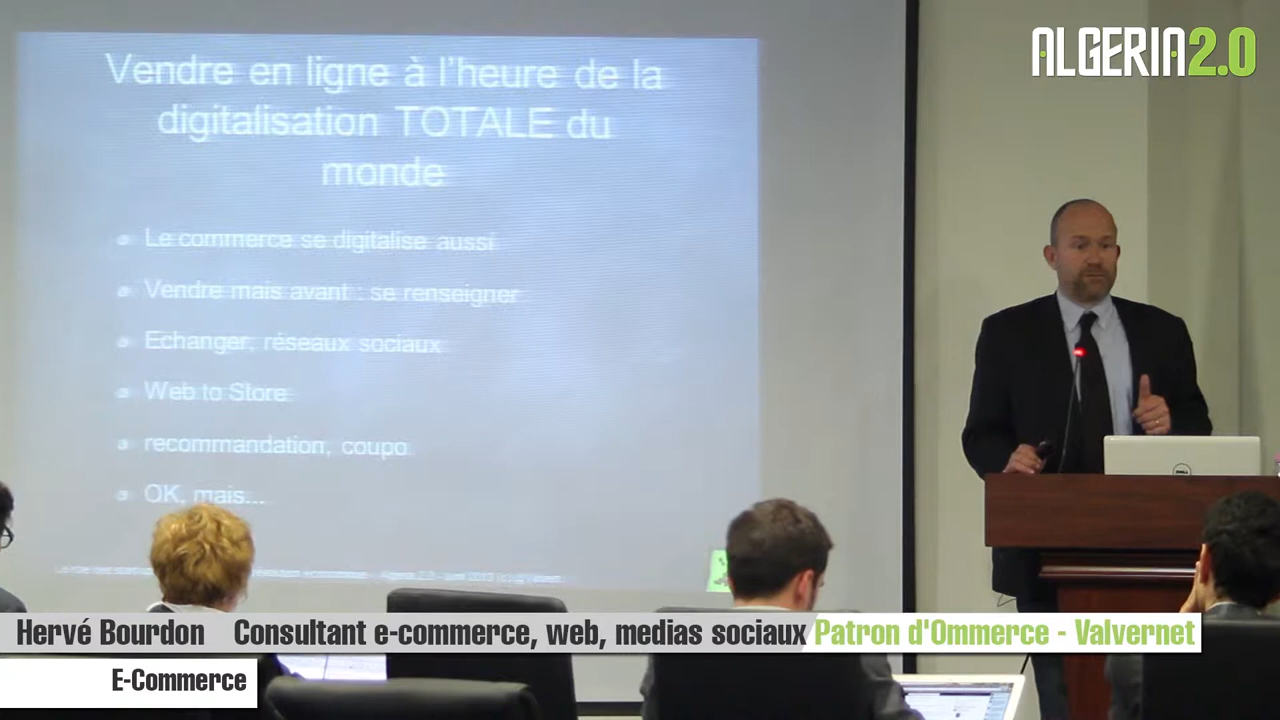 ALGERIA2.0
Vendre en ligne à l'heure de la
digitalisation TOTALE du
monde
Le commerce se digitalise aussi
Vendre mais avant : se renseigner
Echanger, réseaux sociaux
Web to Store
recommandation, coupo
OK, mais...
Hervé Bourdon Consultant e-commerce, web, medias sociaux Patron d'Ommerce - Valvernet
E-Commerce
DELL